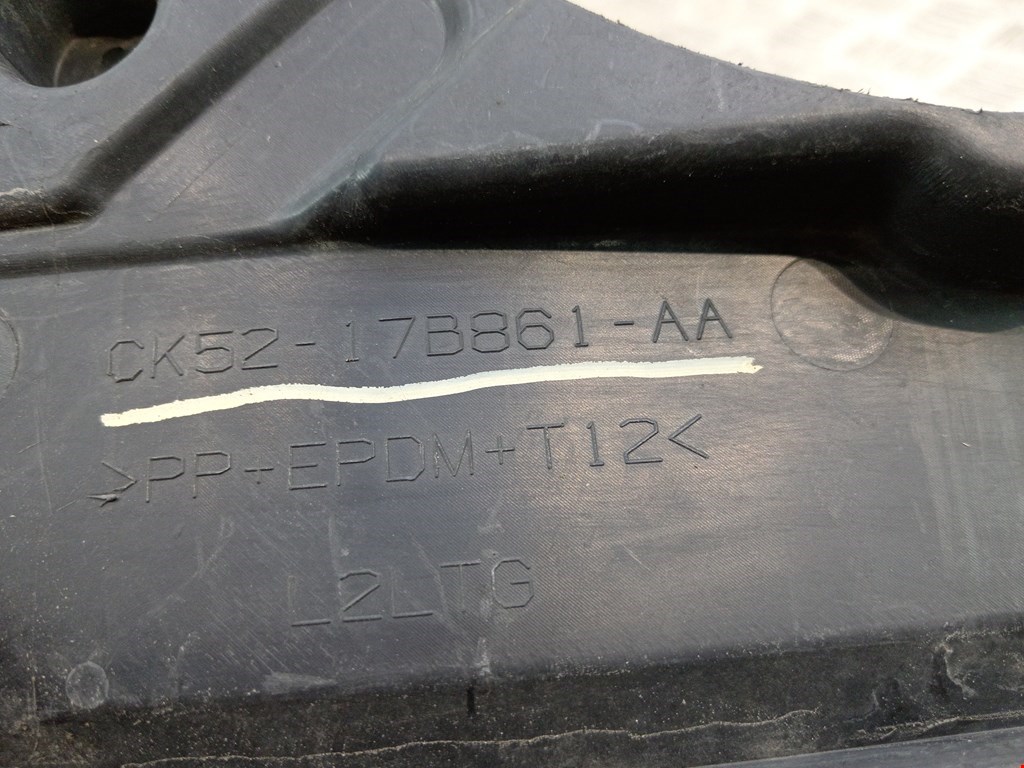 CK52-17B861-AA
>PP+EPDM+T12<
L2LTG